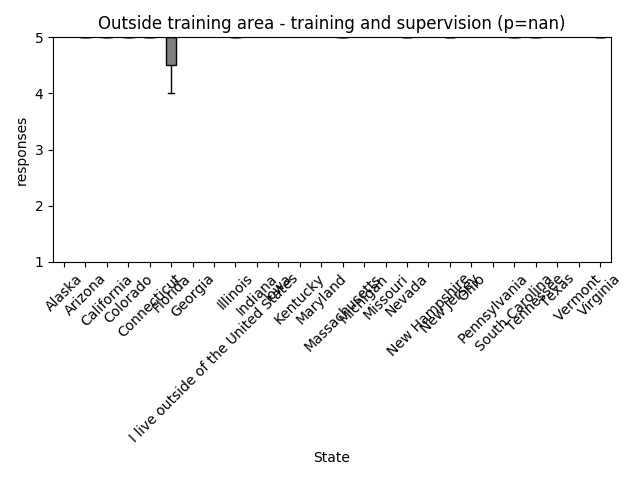 Outside training area - training and supervision (p=nan)
5
4
3
2
1
responses
Alaska
Arizona
California
Colorado
Connecticut
Florida
Georgia
Illinois
Indiana
Iowa
I live outside of the United States
Kentucky
Maryland
Massachusetts
Michigan
Missouri
Nevada
New Hampshire
New Jersey
Ohio
Pennsylvania
South Carolina
Tennessee
Texas
Vermont
Virginia
State